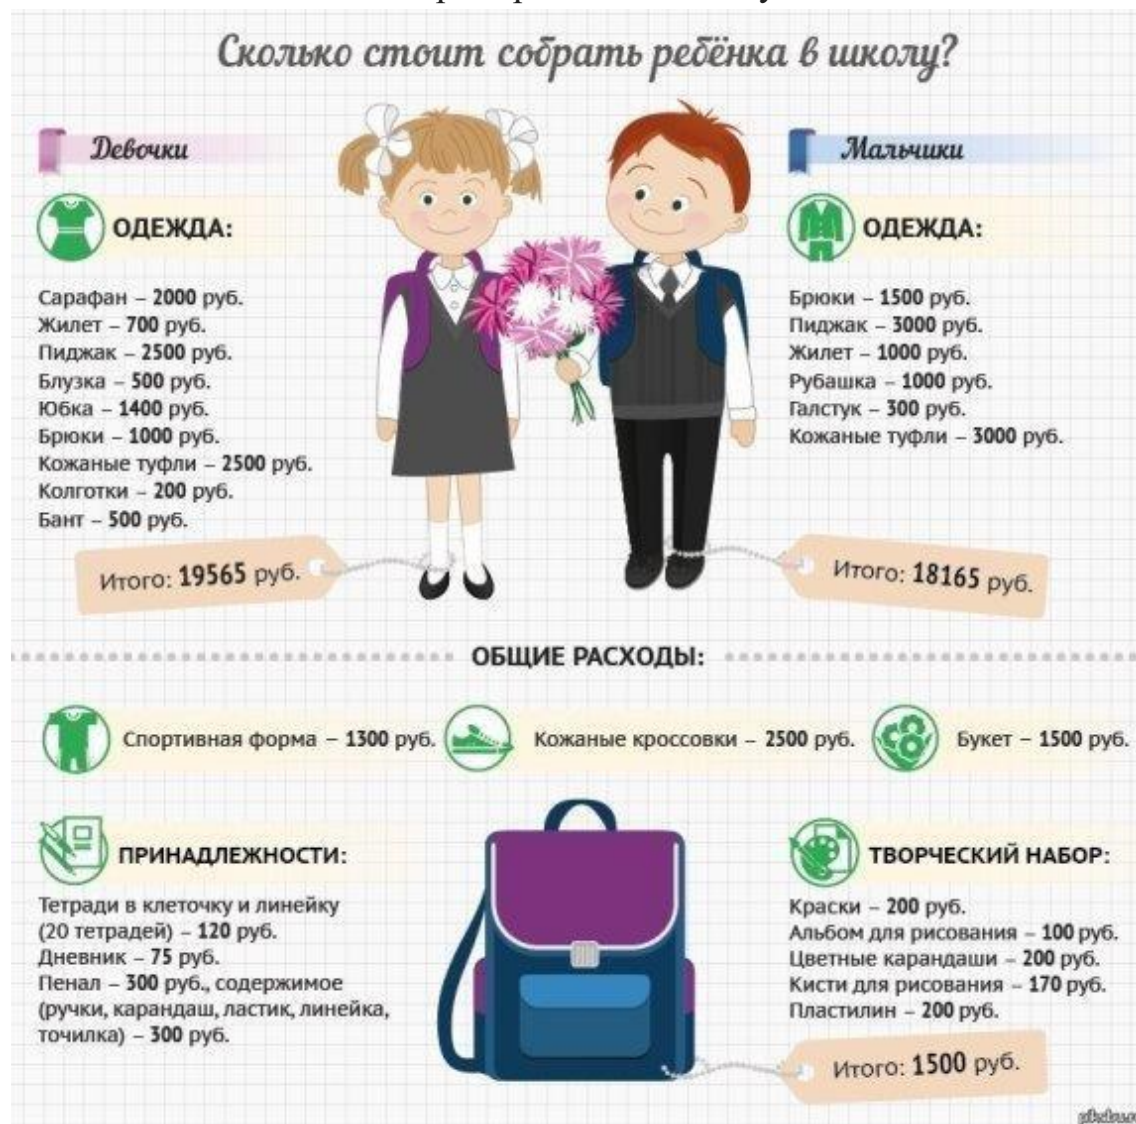 Сколько стоит собрать ребёнка в школу?
Девочки
ОДЕЖДА:
Сарафан – 2000 руб.
Жилет – 700 руб.
Пиджак – 2500 руб.
Блузка – 500 руб.
Юбка – 1400 руб.
Брюки – 1000 руб.
Кожаные туфли – 2500 руб.
Колготки – 200 руб.
Бант – 500 руб.
Итого: 19565 руб.
Мальчики
ОДЕЖДА:
Брюки – 1500 руб.
Пиджак – 3000 руб.
Жилет – 1000 руб.
Рубашка – 1000 руб.
Галстук – 300 руб.
Кожаные туфли – 3000 руб.
Итого: 18165 руб.
ОБЩИЕ РАСХОДЫ:
Спортивная форма – 1300 руб.
Кожаные кроссовки – 2500 руб.
Букет – 1500 руб.
ПРИНАДЛЕЖНОСТИ:
Тетради в клеточку и линейку
(20 тетрадей) – 120 руб.
Дневник – 75 руб.
Пенал – 300 руб., содержимое
(ручки, карандаш, ластик, линейка,
точилка) – 300 руб.
ТВОРЧЕСКИЙ НАБОР:
Краски – 200 руб.
Альбом для рисования – 100 руб.
Цветные карандаши – 200 руб.
Кисти для рисования – 170 руб.
Пластилин – 200 руб.
Итого: 1500 руб.